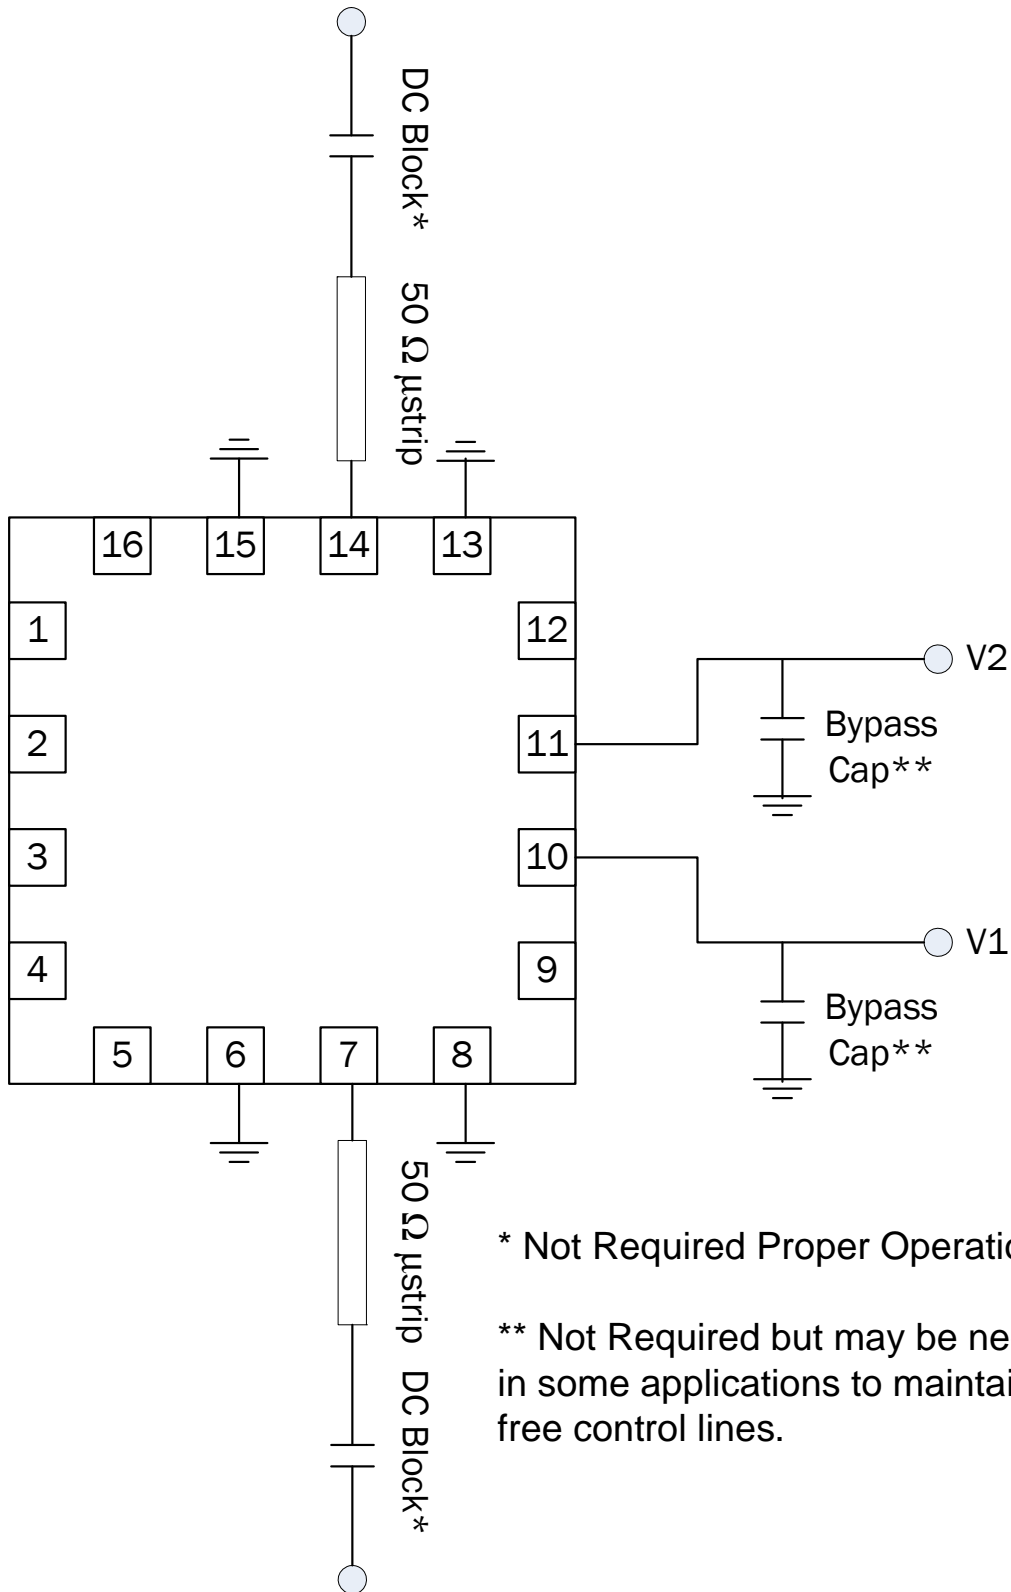 DC Block*
50 Ω µstrip
16
15
14
13
1
12
2
11
3
10
4
9
5
6
7
8
V2
Bypass
Cap**
V1
Bypass
Cap**
50 Ω µstrip
DC Block*
* Not Required Proper Operatio
** Not Required but may be ne
in some applications to maintai
free control lines.